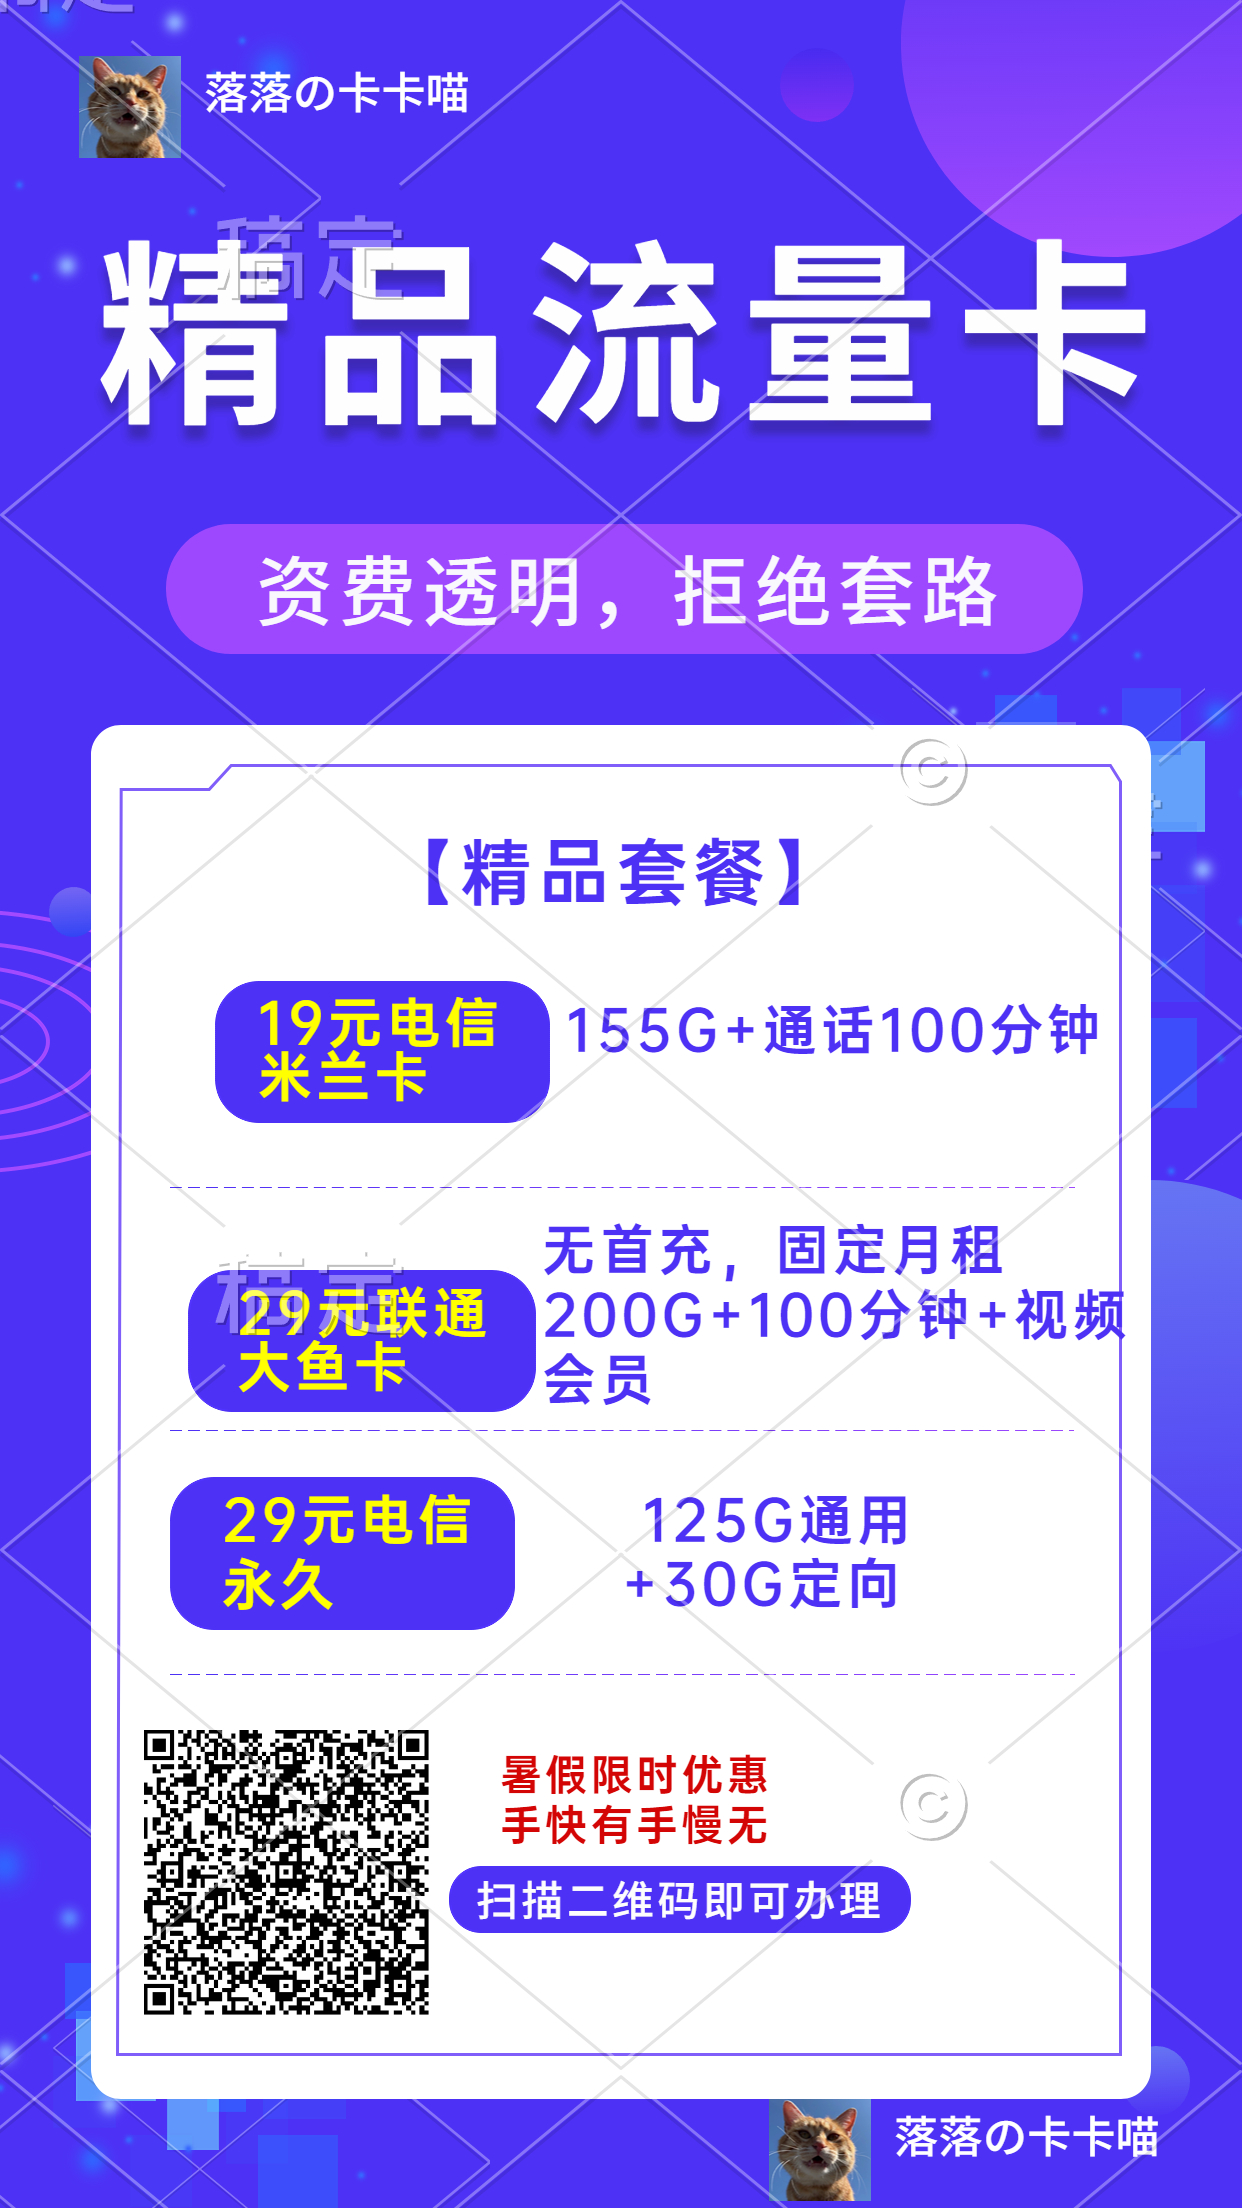 落落の卡卡喵
稿定
精品流量卡
资费透明，拒绝套路
【精品套餐】
19元电信
米兰卡
155G+通话100分钟
无首充，固定月租
200G+100分钟+视频
会员
稿定
29元联通
大鱼卡
29元电信
永久
125G通用
+30G定向
暑假限时优惠
手快有手慢无
扫描二维码即可办理
落落の卡卡喵